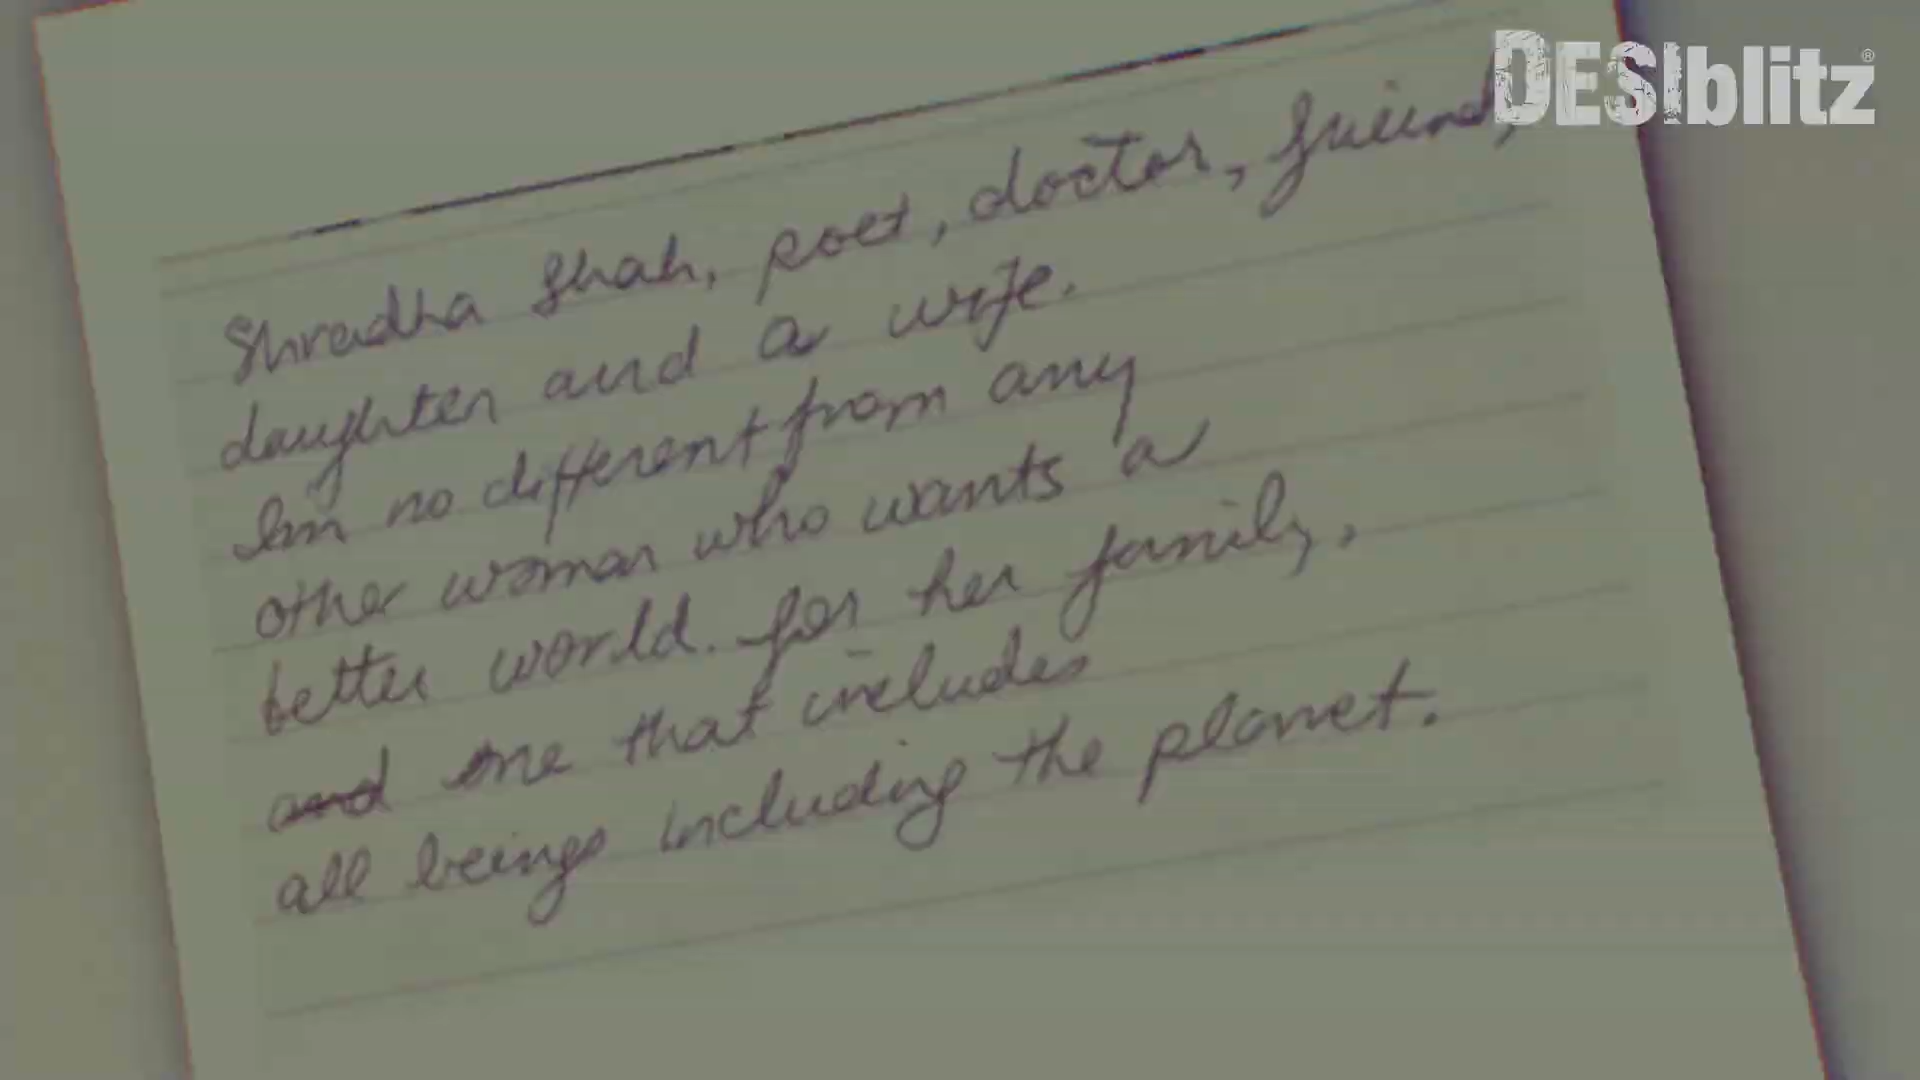 DESIblitz®
Shradha Shah, poet, doctor, friend,
daughter and a wife.
Im no different from any
other woman who wants a
better world. for her family,
and one that includes
all beings including the planet.